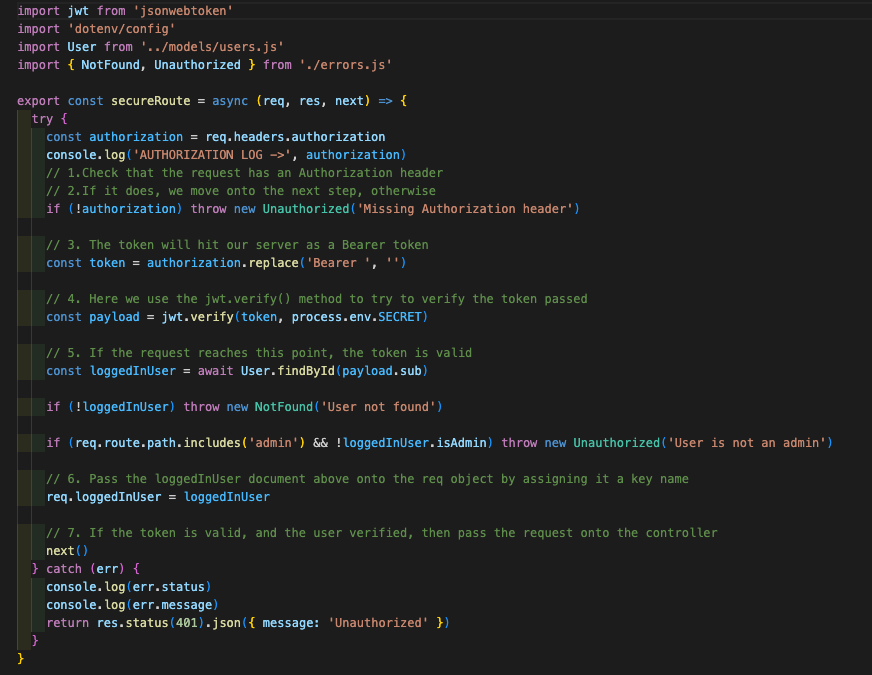 import jwt from 'jsonwebtoken'
import 'dotenv/config'
import User from '../models/users.js'
import { NotFound, Unauthorized } from './errors.js'

export const secureRoute = async (req, res, next) => {
  try {
    const authorization = req.headers.authorization
    console.log('AUTHORIZATION LOG ->', authorization)
    // 1.Check that the request has an Authorization header
    // 2.If it does, we move onto the next step, otherwise
    if (!authorization) throw new Unauthorized('Missing Authorization header')

    // 3. The token will hit our server as a Bearer token
    const token = authorization.replace('Bearer ', '')

    // 4. Here we use the jwt.verify() method to try to verify the token passed
    const payload = jwt.verify(token, process.env.SECRET)

    // 5. If the request reaches this point, the token is valid
    const loggedInUser = await User.findById(payload.sub)

    if (!loggedInUser) throw new NotFound('User not found')

    if (req.route.path.includes('admin') && !loggedInUser.isAdmin) throw new Unauthorized('User is not an admin')

    // 6. Pass the loggedInUser document above onto the req object by assigning it a key name
    req.loggedInUser = loggedInUser

    // 7. If the token is valid, and the user verified, then pass the request onto the controller
    next()
  } catch (err) {
    console.log(err.status)
    console.log(err.message)
    return res.status(401).json({ message: 'Unauthorized' })
  }
}